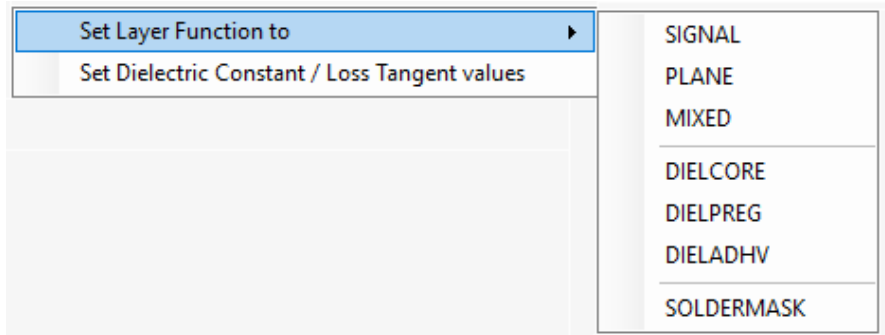 Set Layer Function to
Set Dielectric Constant / Loss Tangent values
SIGNAL
PLANE
MIXED
DIELCORE
DIELPREG
DIELADHV
SOLDERMASK